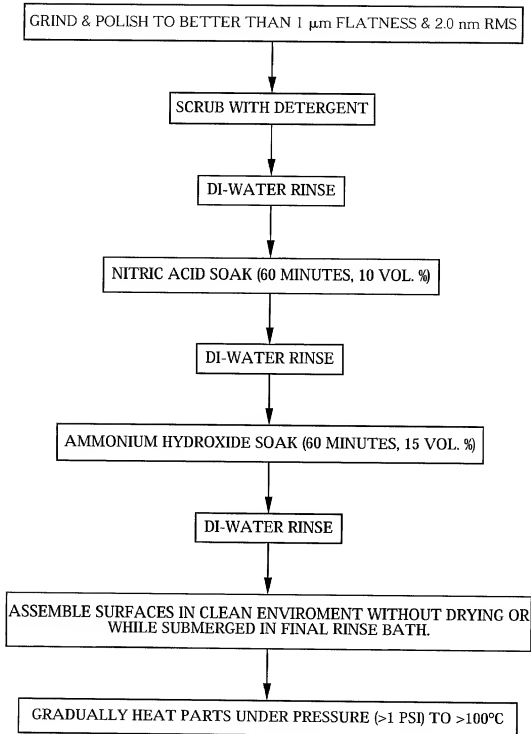 GRIND & POLISH TO BETTER THAN 1 µm FLATNESS & 2.0 nm RMS
SCRUB WITH DETERGENT
DI-WATER RINSE
NITRIC ACID SOAK (60 MINUTES, 10 VOL. %)
DI-WATER RINSE
AMMONIUM HYDROXIDE SOAK (60 MINUTES, 15 VOL. %)
DI-WATER RINSE
ASSEMBLE SURFACES IN CLEAN ENVIROMENT WITHOUT DRYING OR
WHILE SUBMERGED IN FINAL RINSE BATH.
GRADUALLY HEAT PARTS UNDER PRESSURE (>1 PSI) TO >100°C